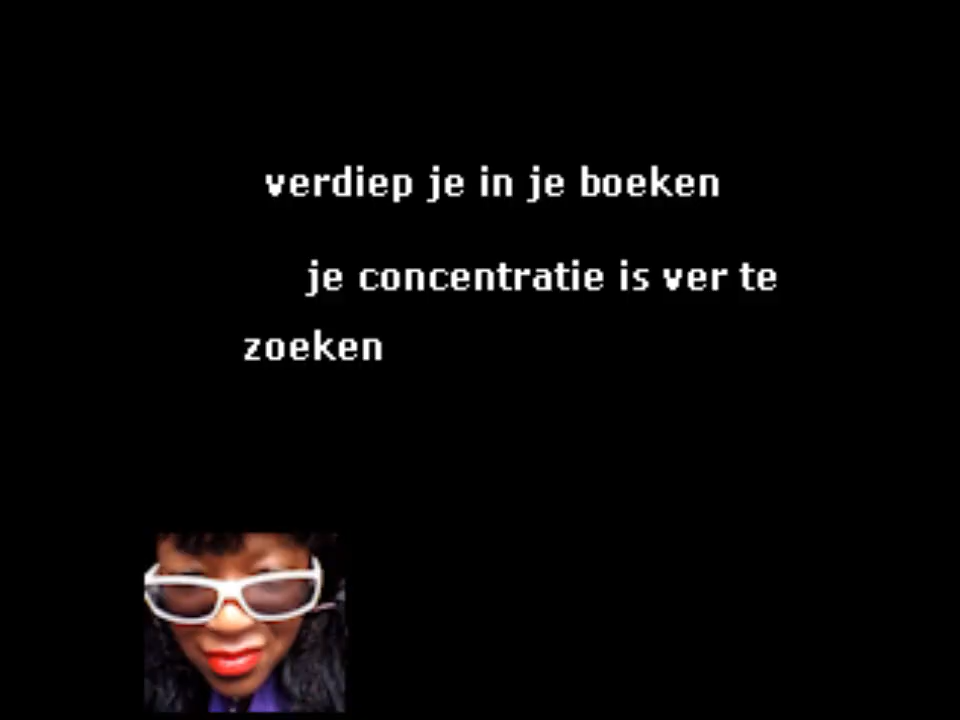 verdiep je in je boeken
je concentratie is ver te
zoeken